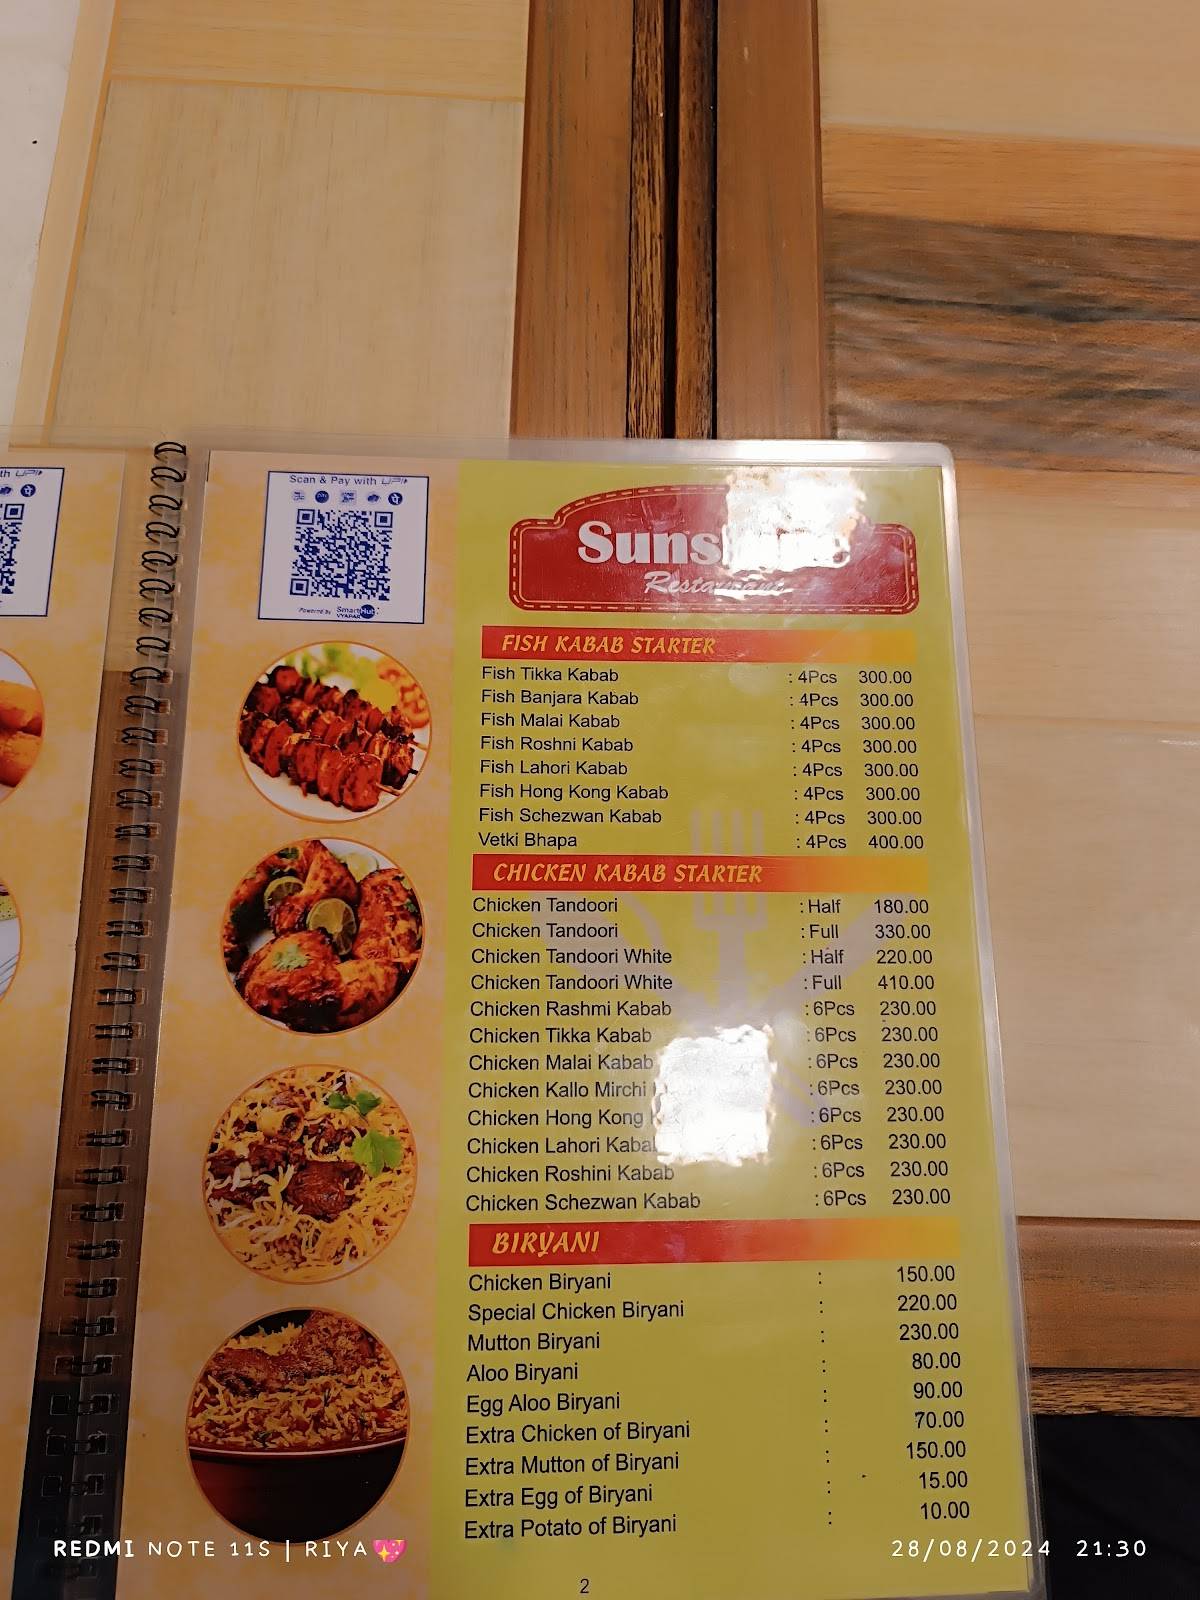 th UPI
Scan & Pay with UPI
Powered By SmartHub VYAPAR
Restaurant
FISH KABAB STARTER
Fish Tikka Kabab : 4Pcs 300.00
Fish Banjara Kabab : 4Pcs 300.00
Fish Malai Kabab : 4Pcs 300.00
Fish Roshni Kabab : 4Pcs 300.00
Fish Lahori Kabab : 4Pcs 300.00
Fish Hong Kong Kabab : 4Pcs 300.00
Fish Schezwan Kabab : 4Pcs 300.00
Vetki Bhapa : 4Pcs 400.00
CHICKEN KABAB STARTER
Chicken Tandoori : Half 180.00
Chicken Tandoori : Full 330.00
Chicken Tandoori White : Half 220.00
Chicken Tandoori White : Full 410.00
Chicken Rashmi Kabab : 6Pcs 230.00
Chicken Tikka Kabab : 6Pcs 230.00
Chicken Malai Kabab : 6Pcs 230.00
Chicken Kallo Mirchi : 6Pcs 230.00
Chicken Hong Kong : 6Pcs 230.00
Chicken Lahori Kabab : 6Pcs 230.00
Chicken Roshini Kabab : 6Pcs 230.00
Chicken Schezwan Kabab : 6Pcs 230.00
BIRYANI
Chicken Biryani : 150.00
Special Chicken Biryani : 220.00
Mutton Biryani : 230.00
Aloo Biryani : 80.00
Egg Aloo Biryani : 90.00
Extra Chicken of Biryani : 70.00
Extra Mutton of Biryani : 150.00
Extra Egg of Biryani : 15.00
Extra Potato of Biryani : 10.00
2
REDMI NOTE 11S | RIYA💖
28/08/2024 21:30